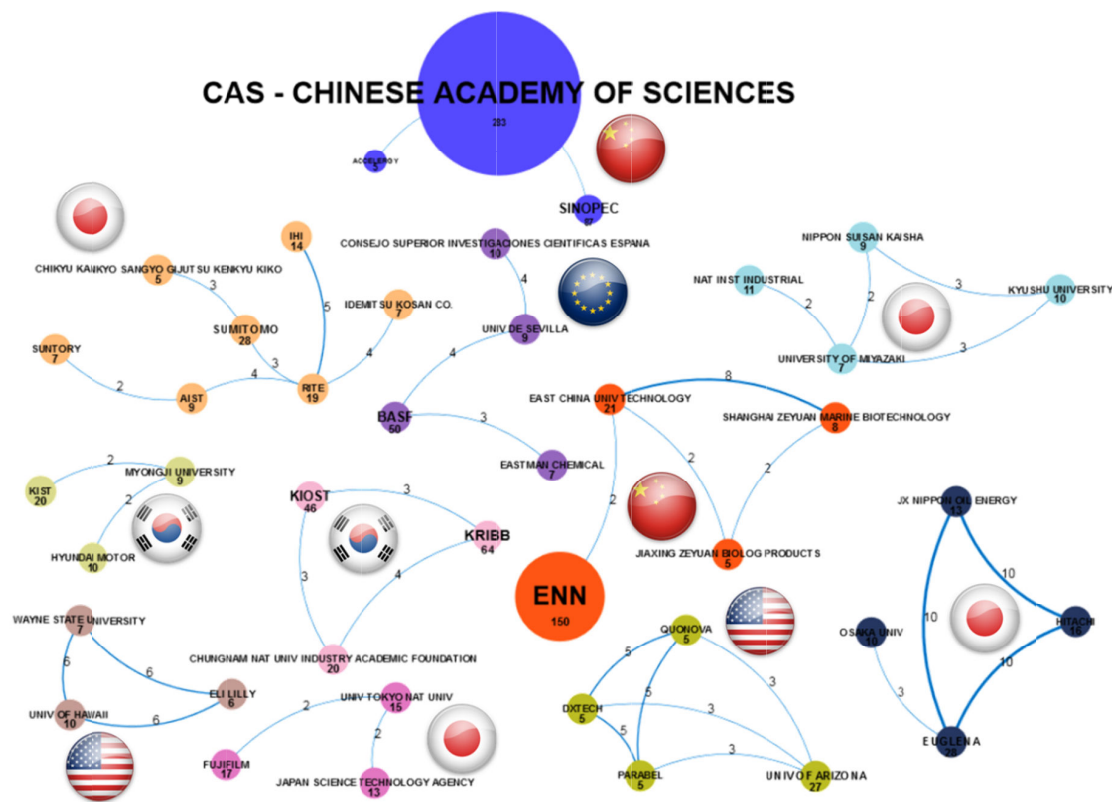 CAS - CHINESE ACADEMY OF SCIENCES
283
ACCELERGY
5
SINOPEC
67
IHI
14
CHIKYU KANKYO SANGYO GIJUTSU KENKYU KIKO
5
3
5
IDEMITSU KOSAN CO.
7
SUMITOMO
28
SUNTORY
7
3
4
2
4
AIST
9
RITE
19
CONSEJO SUPERIOR INVESTIGACIONES CIENTIFICAS ESPANA
10
4
UNIV.DE SEVILLA
9
4
BASF
50
3
EASTMAN CHEMICAL
7
NIPPON SUISAN KAISHA
9
NAT INST INDUSTRIAL
11
3
KYUSHU UNIVERSITY
10
2
2
3
UNIVERSITY OF MIYAZAKI
7
8
EAST CHINA UNIV TECHNOLOGY
21
SHANGHAI ZEYUAN MARINE BIOTECHNOLOGY
8
2
2
2
JIAXING ZEYUAN BIOLOG PRODUCTS
5
ENN
150
2
MYONGJI UNIVERSITY
9
KIST
20
2
HYUNDAI MOTOR
10
KIOST
46
3
KRIBB
64
3
4
CHUNGNAM NAT UNIV INDUSTRY ACADEMIC FOUNDATION
20
WAYNE STATE UNIVERSITY
7
6
6
ELI LILLY
6
UNIV OF HAWAII
10
6
UNIV TOKYO NAT UNIV
15
2
2
FUJIFILM
17
JAPAN SCIENCE TECHNOLOGY AGENCY
13
QUONOVA
5
5
5
3
DXTECH
5
3
5
3
PARABEL
5
UNIV OF ARIZONA
27
JX NIPPON OIL ENERGY
13
10
10
HITACHI
16
OSAKA UNIV
10
10
3
EUGLENA
28